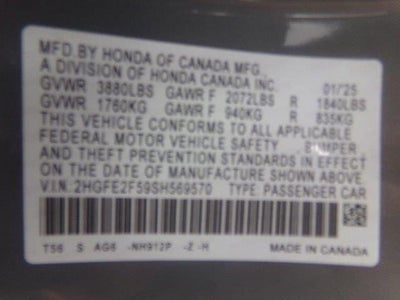 MFD.BY HONDA OF CANADA MFG.,
A DIVISION OF HONDA CANADA INC. 01/25
GVWR 3880LBS GAWR F 2072LBS R 1840LBS
GVWR 1760KG GAWR F 940KG R 835KG
THIS VEHICLE CONFORMS TO ALL APPLICABLE
FEDERAL MOTOR VEHICLE SAFETY, BUMPER,
AND THEFT PREVENTION STANDARDS IN EFFECT
ON THE DATE OF MANUFACTURE SHOWN ABOVE.
V.I.N.: 2HGFE2F59SH569570 TYPE: PASSENGER CAR
T56 S AG6 -NH912P -Z -H MADE IN CANADA